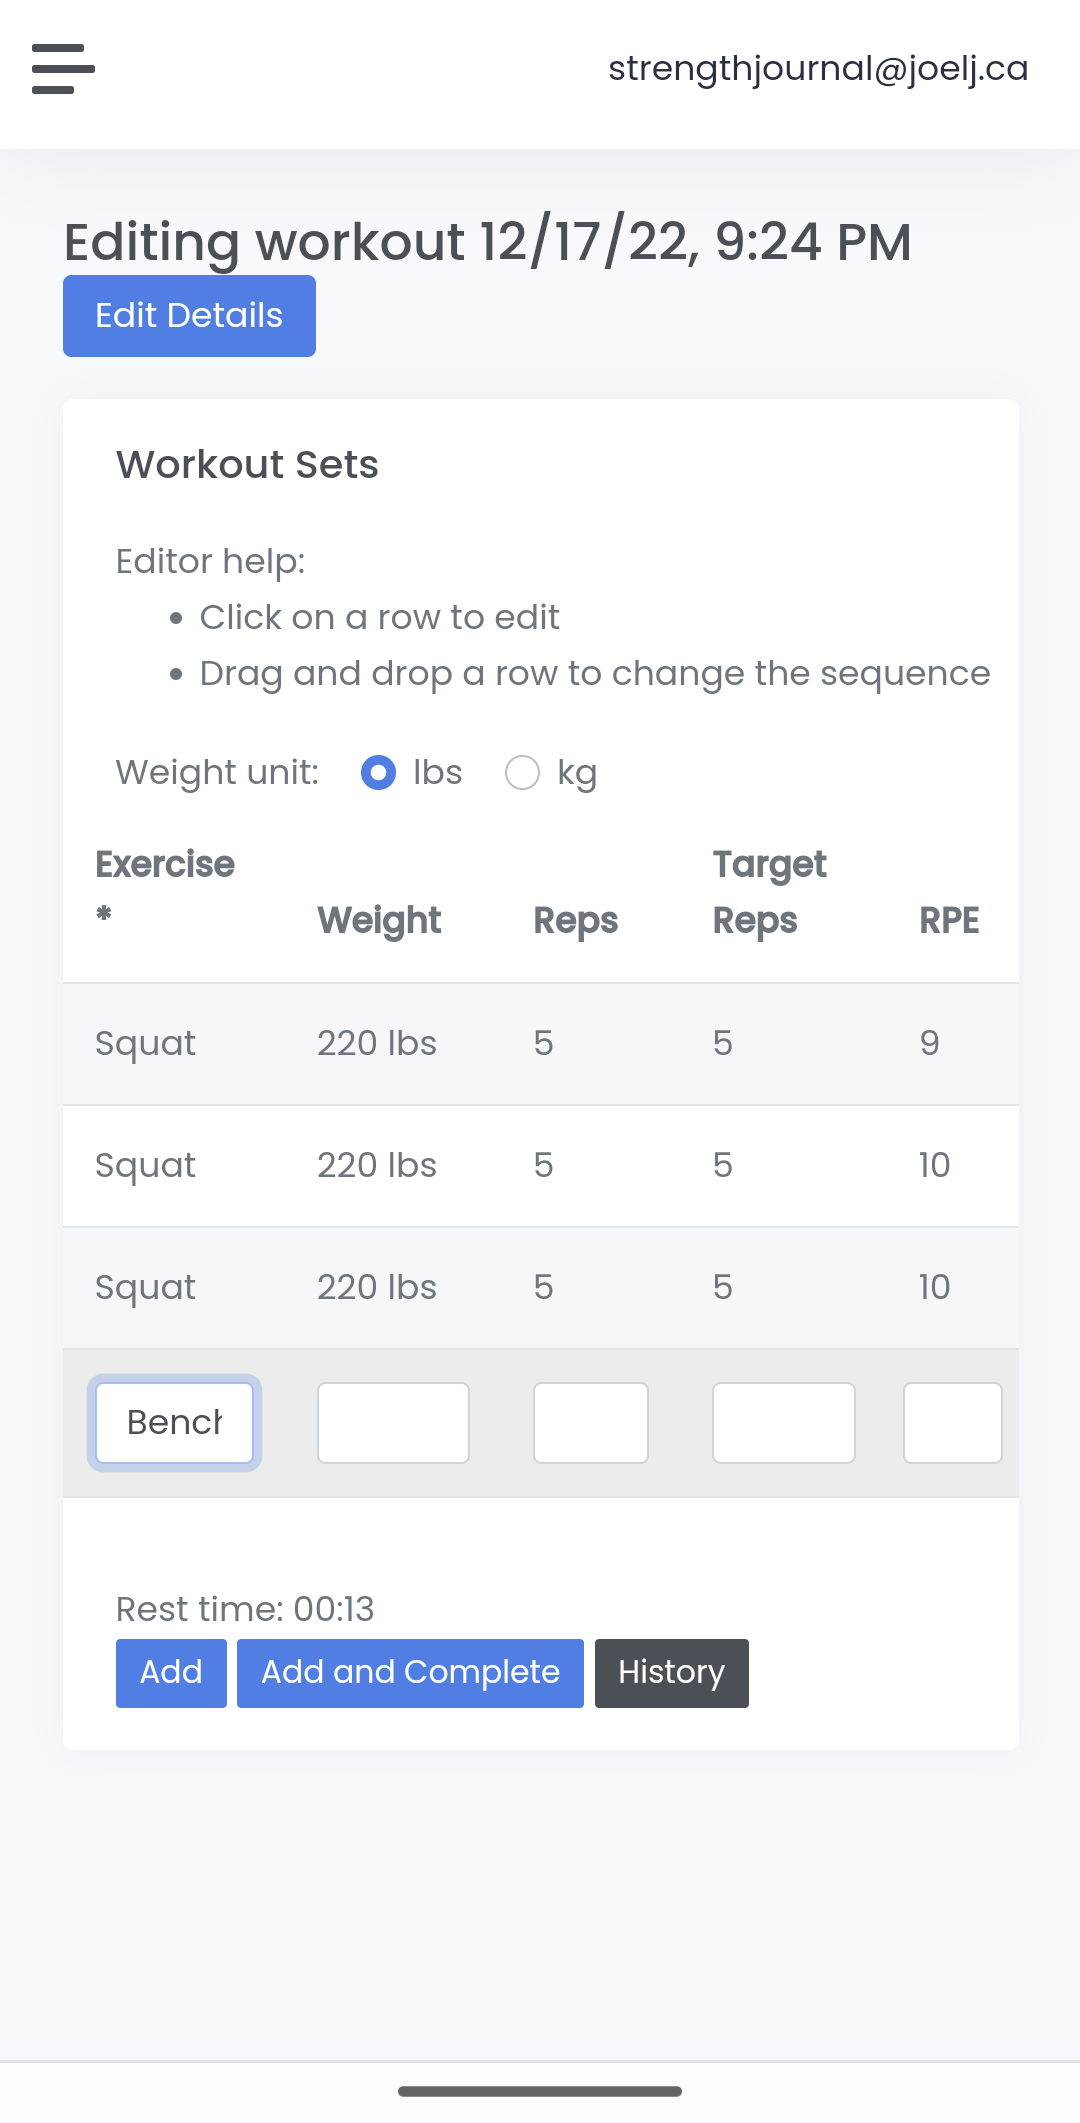 strengthjournal@joelj.ca
Editing workout 12/17/22, 9:24 PM
Edit Details
Workout Sets
Editor help:
• Click on a row to edit
• Drag and drop a row to change the sequence
Weight unit: lbs kg
Exercise * Weight Reps Target Reps RPE
Squat 220 lbs 5 5 9
Squat 220 lbs 5 5 10
Squat 220 lbs 5 5 10
Bench
Rest time: 00:13
Add Add and Complete History